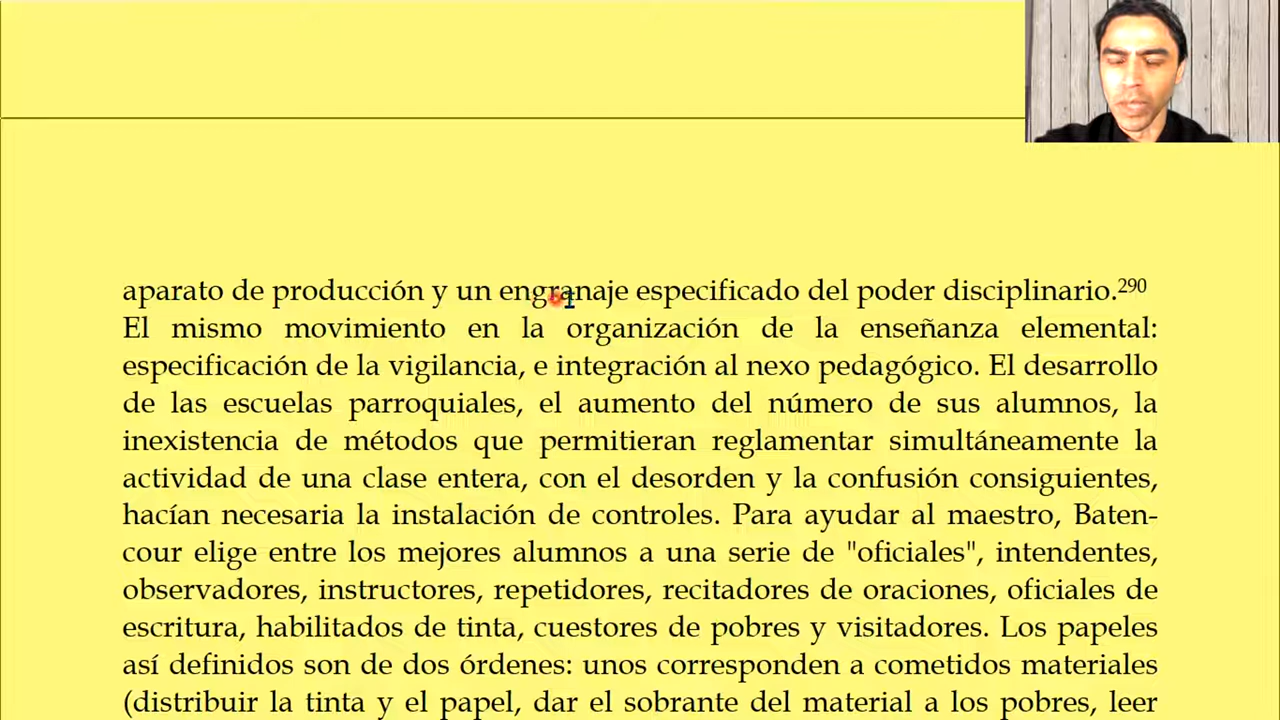 aparato de producción y un engranaje especificado del poder disciplinario.290
El mismo movimiento en la organización de la enseñanza elemental:
especificación de la vigilancia, e integración al nexo pedagógico. El desarrollo
de las escuelas parroquiales, el aumento del número de sus alumnos, la
inexistencia de métodos que permitieran reglamentar simultáneamente la
actividad de una clase entera, con el desorden y la confusión consiguientes,
hacían necesaria la instalación de controles. Para ayudar al maestro, Baten-
cour elige entre los mejores alumnos a una serie de "oficiales", intendentes,
observadores, instructores, repetidores, recitadores de oraciones, oficiales de
escritura, habilitados de tinta, cuestores de pobres y visitadores. Los papeles
así definidos son de dos órdenes: unos corresponden a cometidos materiales
(distribuir la tinta y el papel, dar el sobrante del material a los pobres, leer